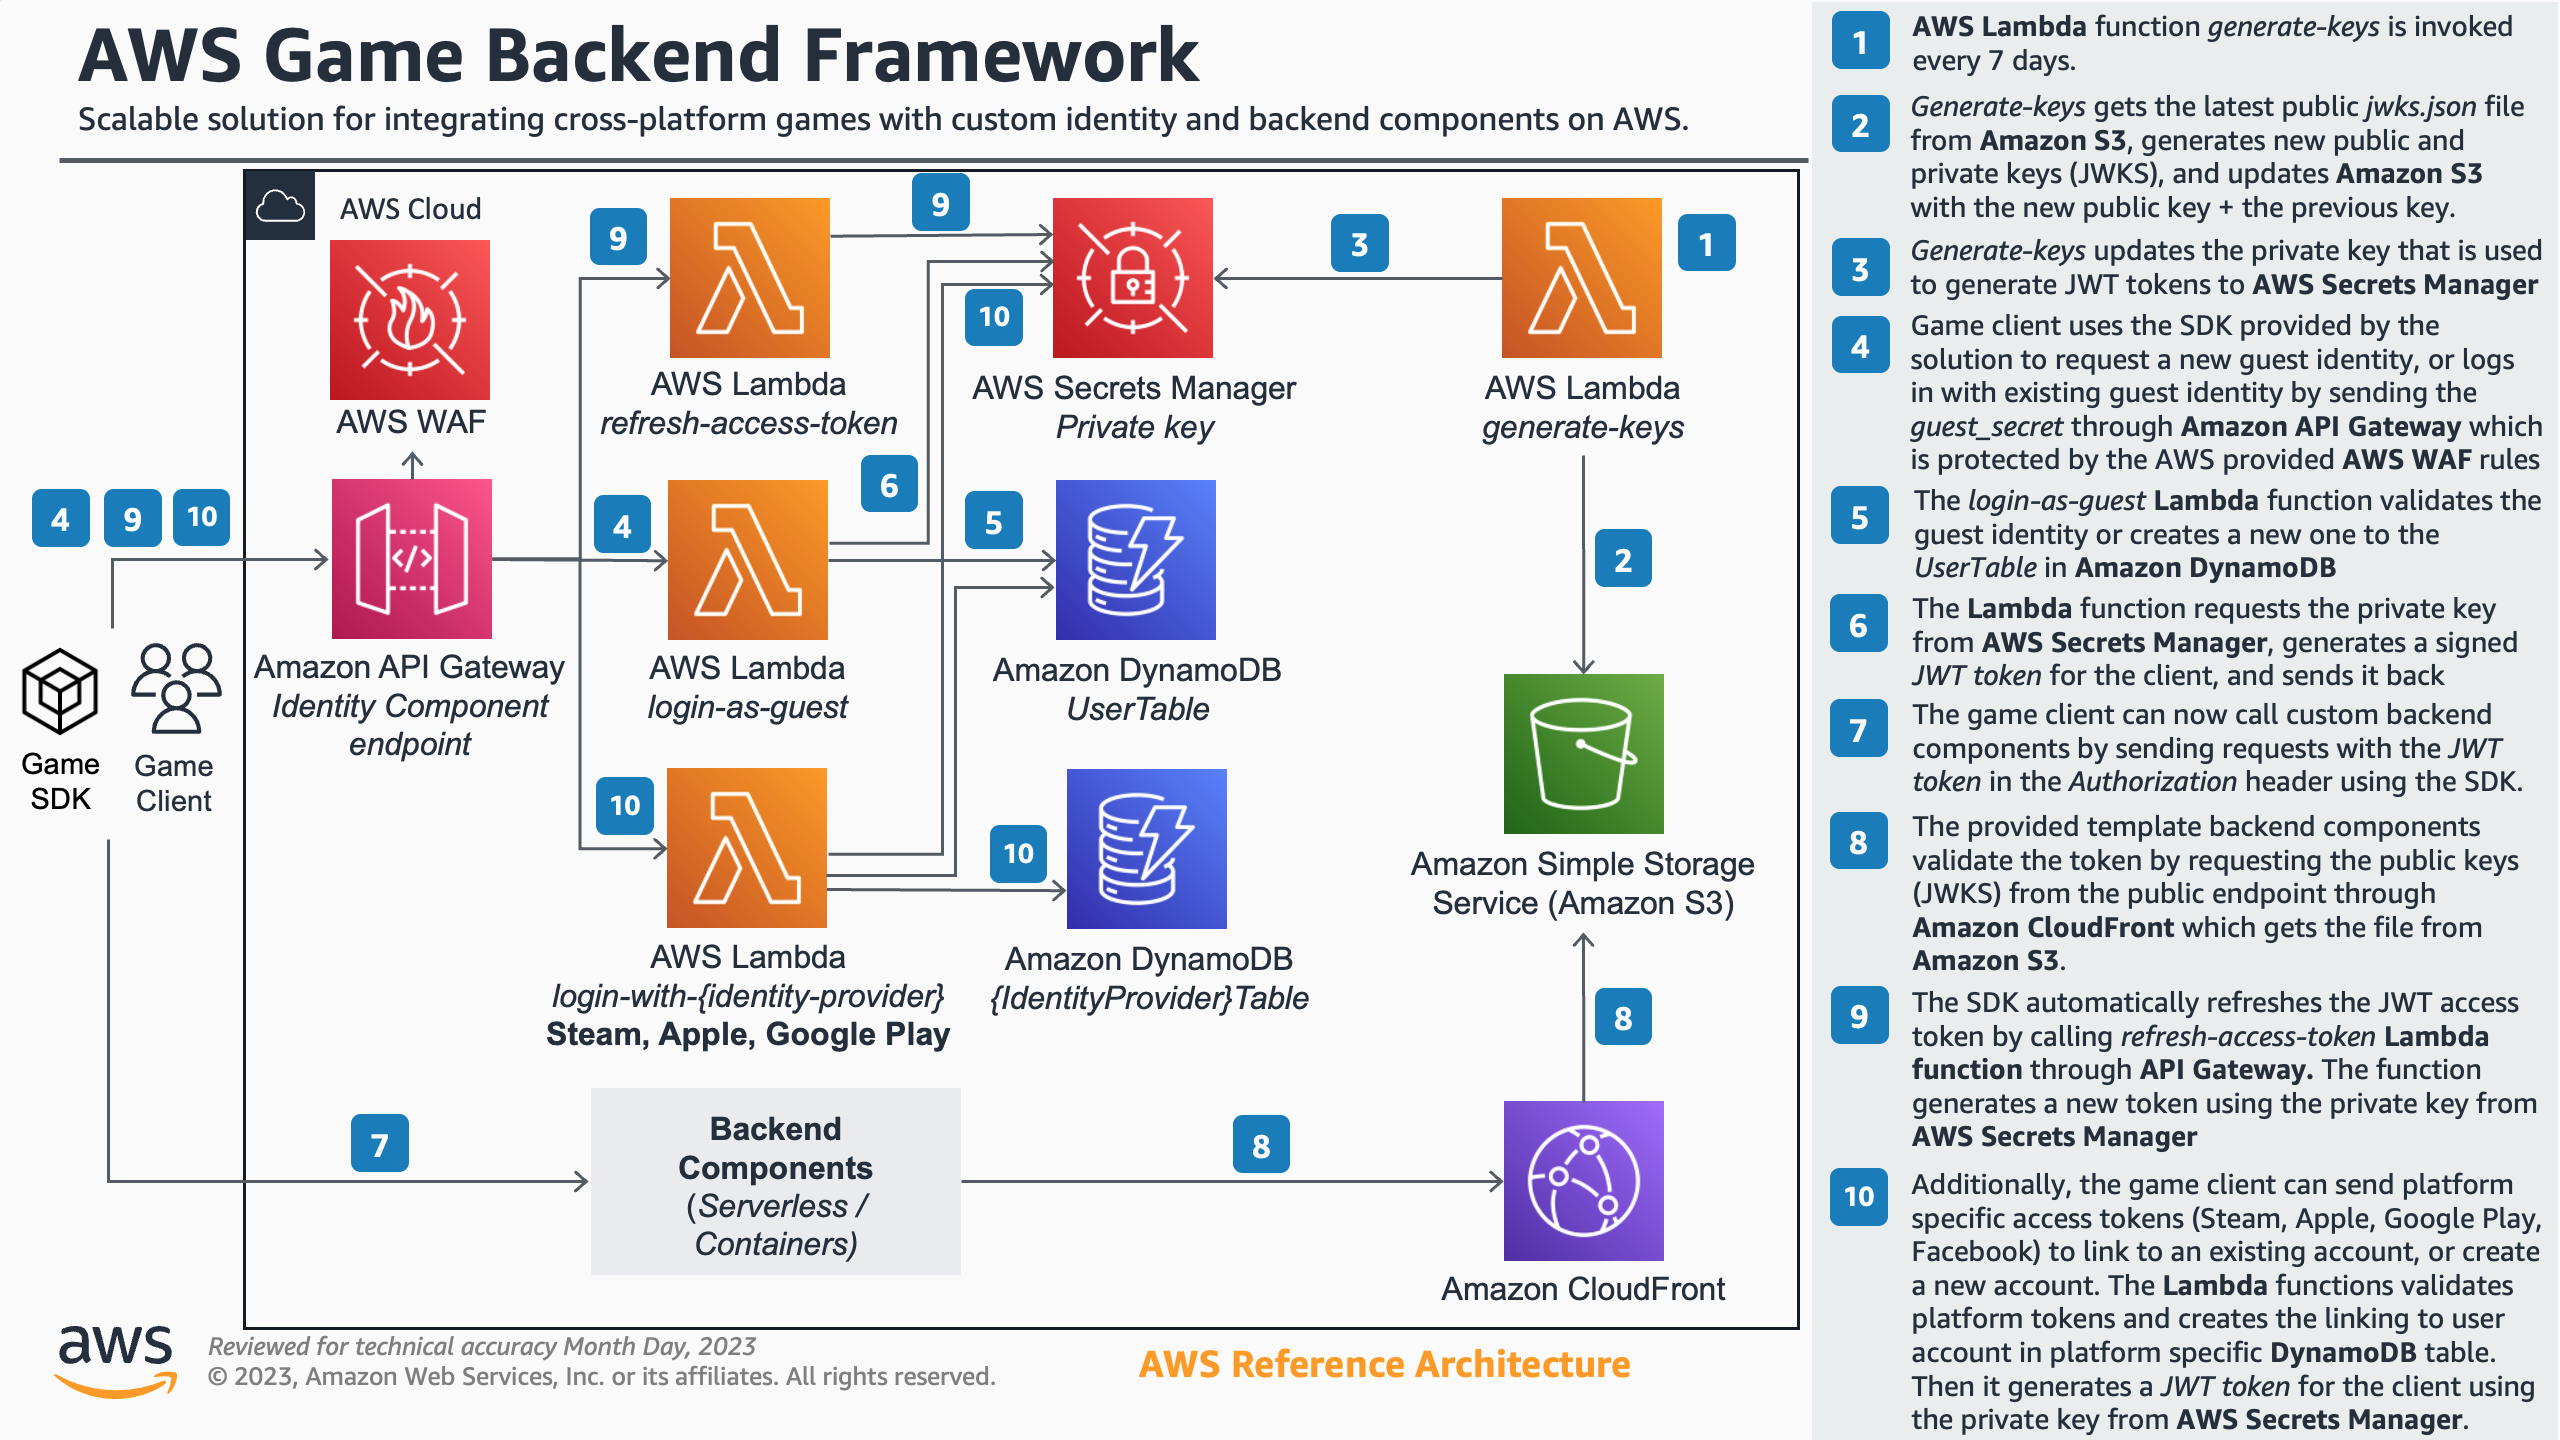 AWS Game Backend Framework
Scalable solution for integrating cross-platform games with custom identity and backend components on AWS.
AWS Cloud
AWS WAF
4
9
10
Game
SDK
Game
Client
Amazon API Gateway
Identity Component
endpoint
9
AWS Lambda
refresh-access-token
9
4
AWS Lambda
login-as-guest
6
10
AWS Lambda
login-with-{identity-provider}
Steam, Apple, Google Play
10
AWS Secrets Manager
Private key
5
Amazon DynamoDB
UserTable
10
Amazon DynamoDB
{IdentityProvider}Table
3
1
AWS Lambda
generate-keys
2
Amazon Simple Storage
Service (Amazon S3)
8
7
Backend
Components
(Serverless /
Containers)
8
Amazon CloudFront
aws
Reviewed for technical accuracy Month Day, 2023
© 2023, Amazon Web Services, Inc. or its affiliates. All rights reserved.
AWS Reference Architecture
1
AWS Lambda function generate-keys is invoked
every 7 days.
2
Generate-keys gets the latest public jwks.json file
from Amazon S3, generates new public and
private keys (JWKS), and updates Amazon S3
with the new public key + the previous key.
3
Generate-keys updates the private key that is used
to generate JWT tokens to AWS Secrets Manager
4
Game client uses the SDK provided by the
solution to request a new guest identity, or logs
in with existing guest identity by sending the
guest_secret through Amazon API Gateway which
is protected by the AWS provided AWS WAF rules
5
The login-as-guest Lambda function validates the
guest identity or creates a new one to the
UserTable in Amazon DynamoDB
6
The Lambda function requests the private key
from AWS Secrets Manager, generates a signed
JWT token for the client, and sends it back
7
The game client can now call custom backend
components by sending requests with the JWT
token in the Authorization header using the SDK.
8
The provided template backend components
validate the token by requesting the public keys
(JWKS) from the public endpoint through
Amazon CloudFront which gets the file from
Amazon S3.
9
The SDK automatically refreshes the JWT access
token by calling refresh-access-token Lambda
function through API Gateway. The function
generates a new token using the private key from
AWS Secrets Manager
10
Additionally, the game client can send platform
specific access tokens (Steam, Apple, Google Play,
Facebook) to link to an existing account, or create
a new account. The Lambda functions validates
platform tokens and creates the linking to user
account in platform specific DynamoDB table.
Then it generates a JWT token for the client using
the private key from AWS Secrets Manager.